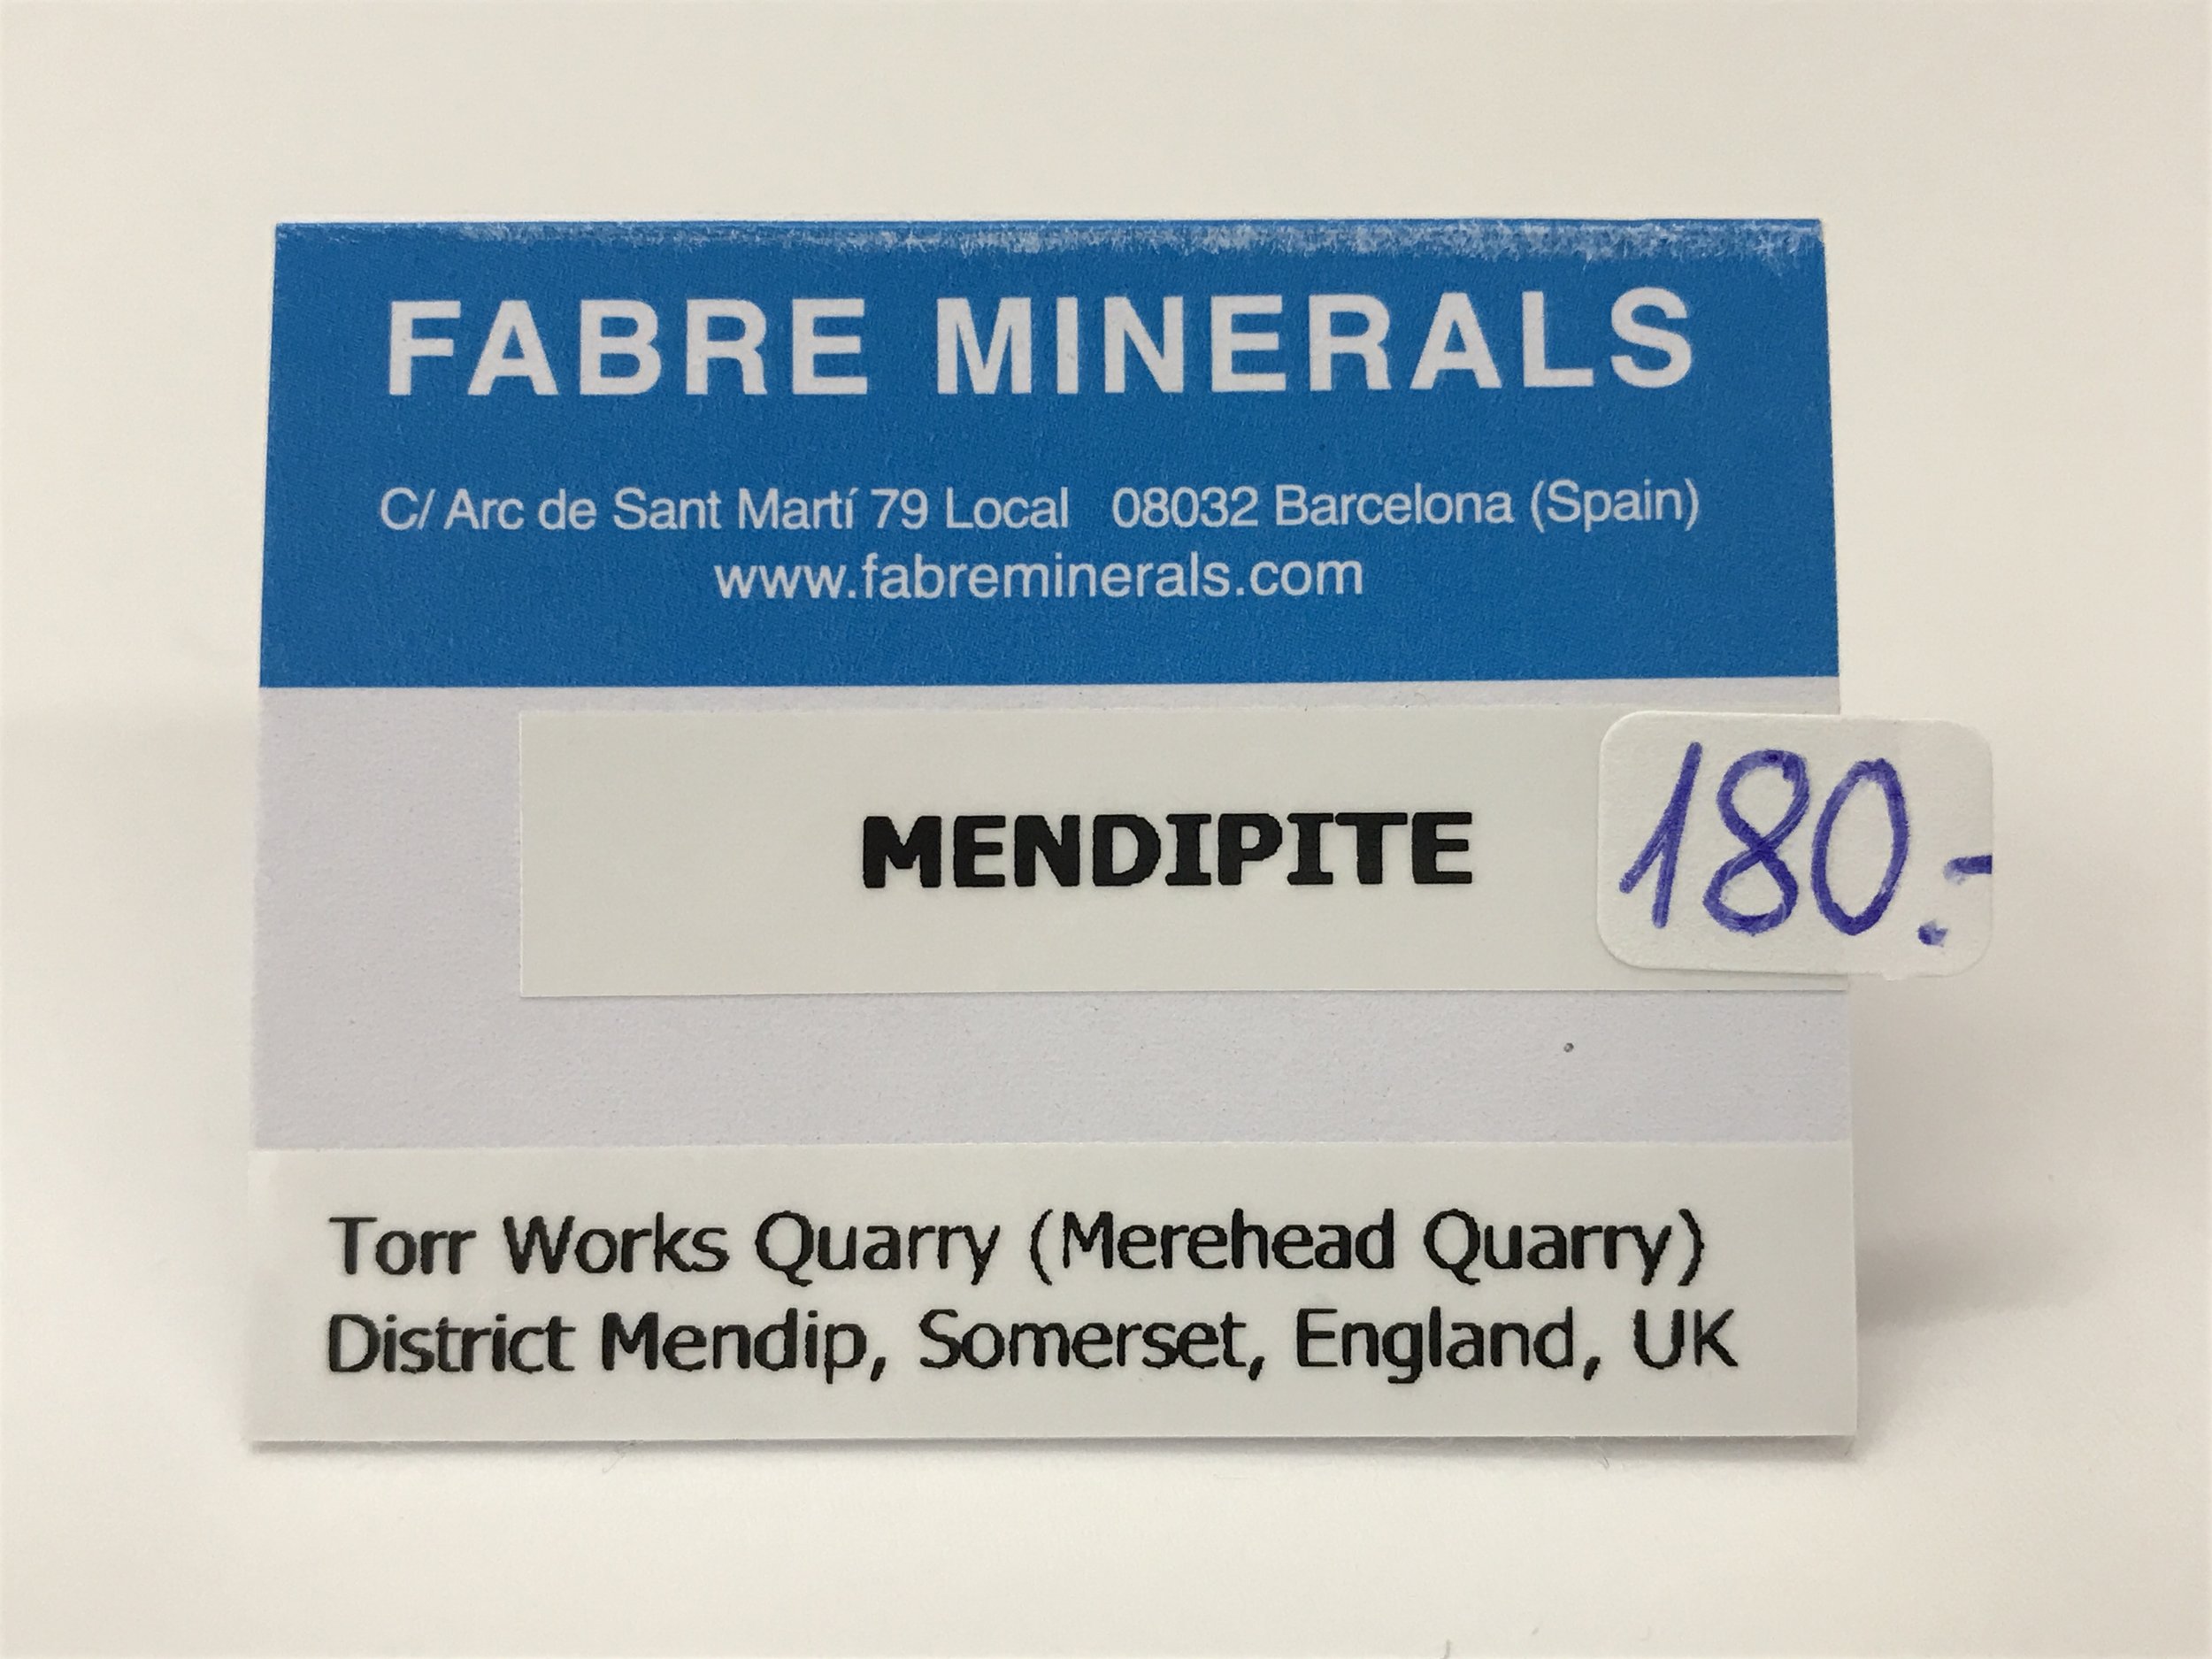 FABRE MINERALS
C/ Arc de Sant Martí 79 Local 08032 Barcelona (Spain)
www.fabreminerals.com
MENDIPITE
180.-
Torr Works Quarry (Merehead Quarry)
District Mendip, Somerset, England, UK